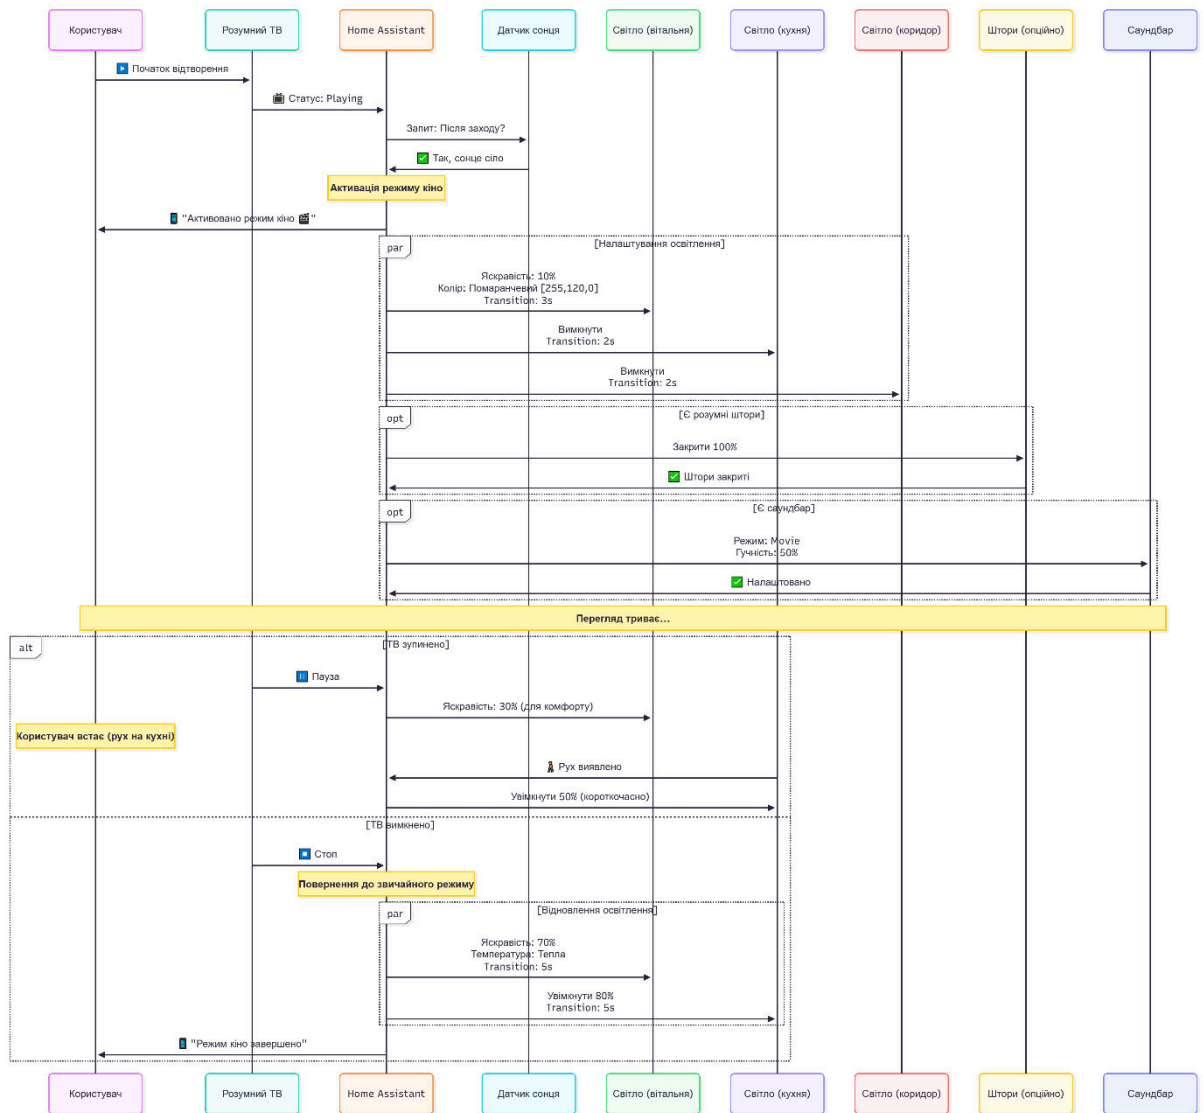 Користувач
Розумний ТВ
Home Assistant
Датчик сонця
Світло (вітальня)
Світло (кухня)
Світло (коридор)
Штори (опційно)
Саундбар
▶️ Початок відтворення
📺 Статус: Playing
Запит: Після заходу?
✅ Так, сонце сіло
Активація режиму кіно
📱 "Активовано режим кіно 🎬"
par
[Налаштування освітлення]
Яскравість: 10%
Колір: Помаранчевий [255,120,0]
Transition: 3s
Вимкнути
Transition: 2s
Вимкнути
Transition: 2s
opt
[Є розумні штори]
Закрити 100%
✅ Штори закриті
opt
[Є саундбар]
Режим: Movie
Гучність: 50%
✅ Налаштовано
Перегляд триває...
alt
[ТВ зупинено]
⏸️ Пауза
Яскравість: 30% (для комфорту)
Користувач встає (рух на кухні)
🚶 Рух виявлено
Увімкнути 50% (короткочасно)
[ТВ вимкнено]
⏹️ Стоп
Повернення до звичайного режиму
par
[Відновлення освітлення]
Яскравість: 70%
Температура: Тепла
Transition: 5s
Увімкнути 80%
Transition: 5s
📱 "Режим кіно завершено"
Користувач
Розумний ТВ
Home Assistant
Датчик сонця
Світло (вітальня)
Світло (кухня)
Світло (коридор)
Штори (опційно)
Саундбар